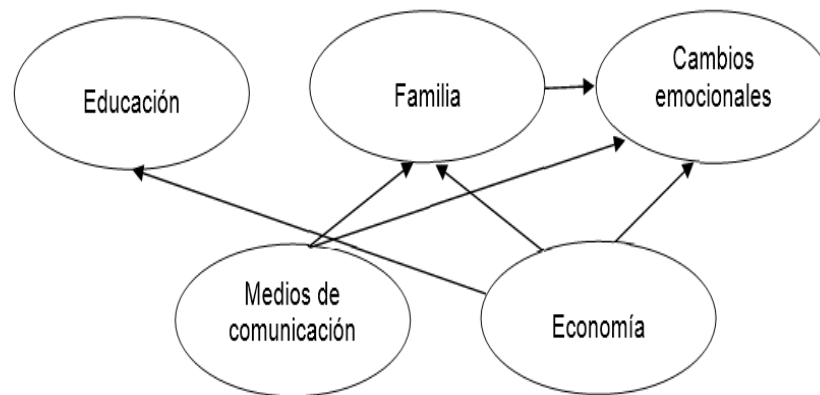 Educación
Familia
Cambios
emocionales
Medios de
comunicación
Economía